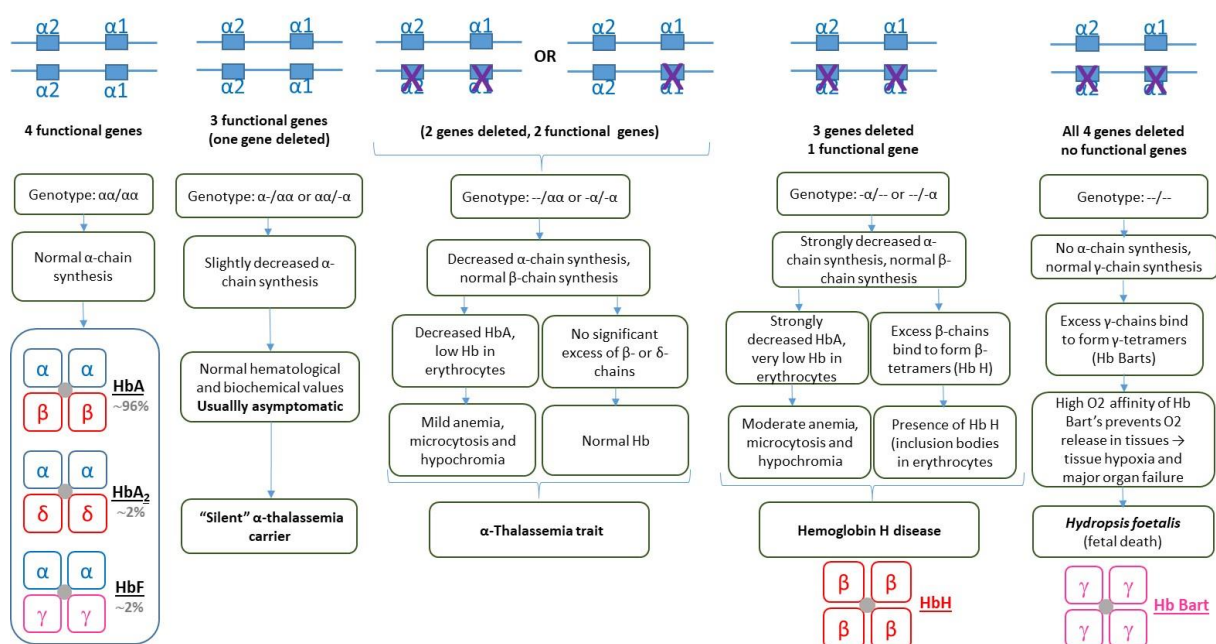 α2 α1
α2 α1
4 functional genes
Genotype: αα/αα
Normal α-chain
synthesis
α α
β β
HbA
~96%
α α
δ δ
HbA2
~2%
α α
γ γ
HbF
~2%
α2 α1
α2 α1
3 functional genes
(one gene deleted)
Genotype: α-/αα or αα/-α
Slightly decreased α-
chain synthesis
Normal hematological
and biochemical values
Usuallly asymptomatic
“Silent” α-thalassemia
carrier
α2 α1
α2 α1
OR
α2 α1
α2 α1
(2 genes deleted, 2 functional genes)
Genotype: --/αα or -α/-α
Decreased α-chain synthesis,
normal β-chain synthesis
Decreased HbA,
low Hb in
erythrocytes
Mild anemia,
microcytosis and
hypochromia
No significant
excess of β- or δ-
chains
Normal Hb
α-Thalassemia trait
α2 α1
α2 α1
3 genes deleted
1 functional gene
Genotype: -α/-- or --/-α
Strongly decreased α-
chain synthesis, normal β-
chain synthesis
Strongly
decreased HbA,
very low Hb in
erythrocytes
Moderate anemia,
microcytosis and
hypochromia
Excess β-chains
bind to form β-
tetramers (Hb H)
Presence of Hb H
(inclusion bodies
in erythrocytes
Hemoglobin H disease
β β
β β
HbH
α2 α1
α2 α1
All 4 genes deleted
no functional genes
Genotype: --/--
No α-chain synthesis,
normal γ-chain synthesis
Excess γ-chains bind
to form γ-tetramers
(Hb Barts)
High O2 affinity of Hb
Bart’s prevents O2
release in tissues →
tissue hypoxia and
major organ failure
Hydropsis foetalis
(fetal death)
γ γ
γ γ
Hb Bart